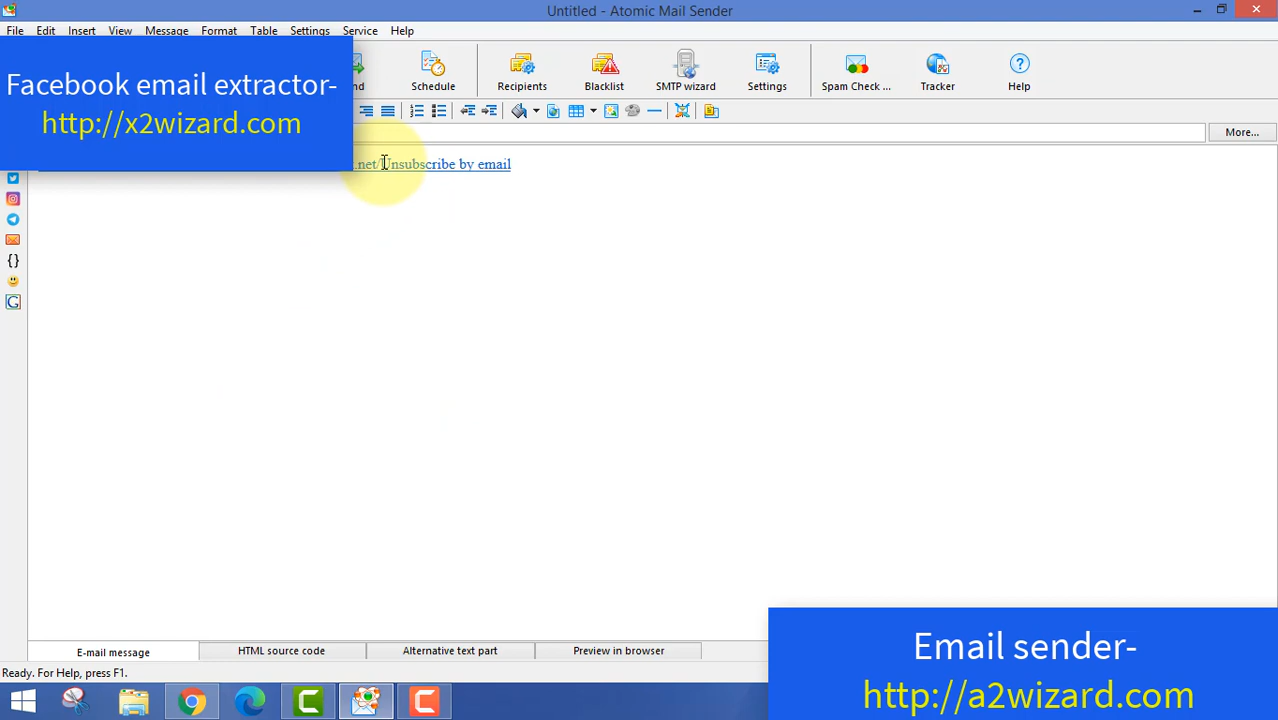 Untitled - Atomic Mail Sender
File Edit Insert View Message Format Table Settings Service Help
Facebook email extractor-
http://x2wizard.com
Schedule Recipients Blacklist SMTP wizard Settings Spam Check ... Tracker Help
More...
.net/Unsubscribe by email
E-mail message HTML source code Alternative text part Preview in browser
Ready. For Help, press F1.
Email sender-
http://a2wizard.com